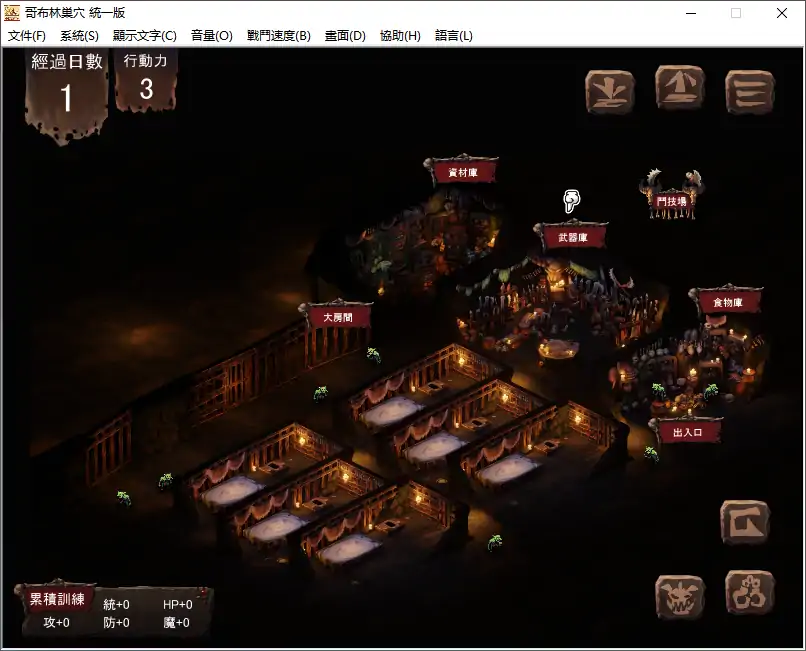 哥布林巢穴 統一版
文件(F) 系統(S) 顯示文字(C) 音量(O) 戰鬥速度(B) 畫面(D) 協助(H) 語言(L)
經過日數 行動力
1 3
資材庫
鬥技場
武器庫
食物庫
大房間
出入口
累積訓練 統+0 HP+0
攻+0 防+0 魔+0